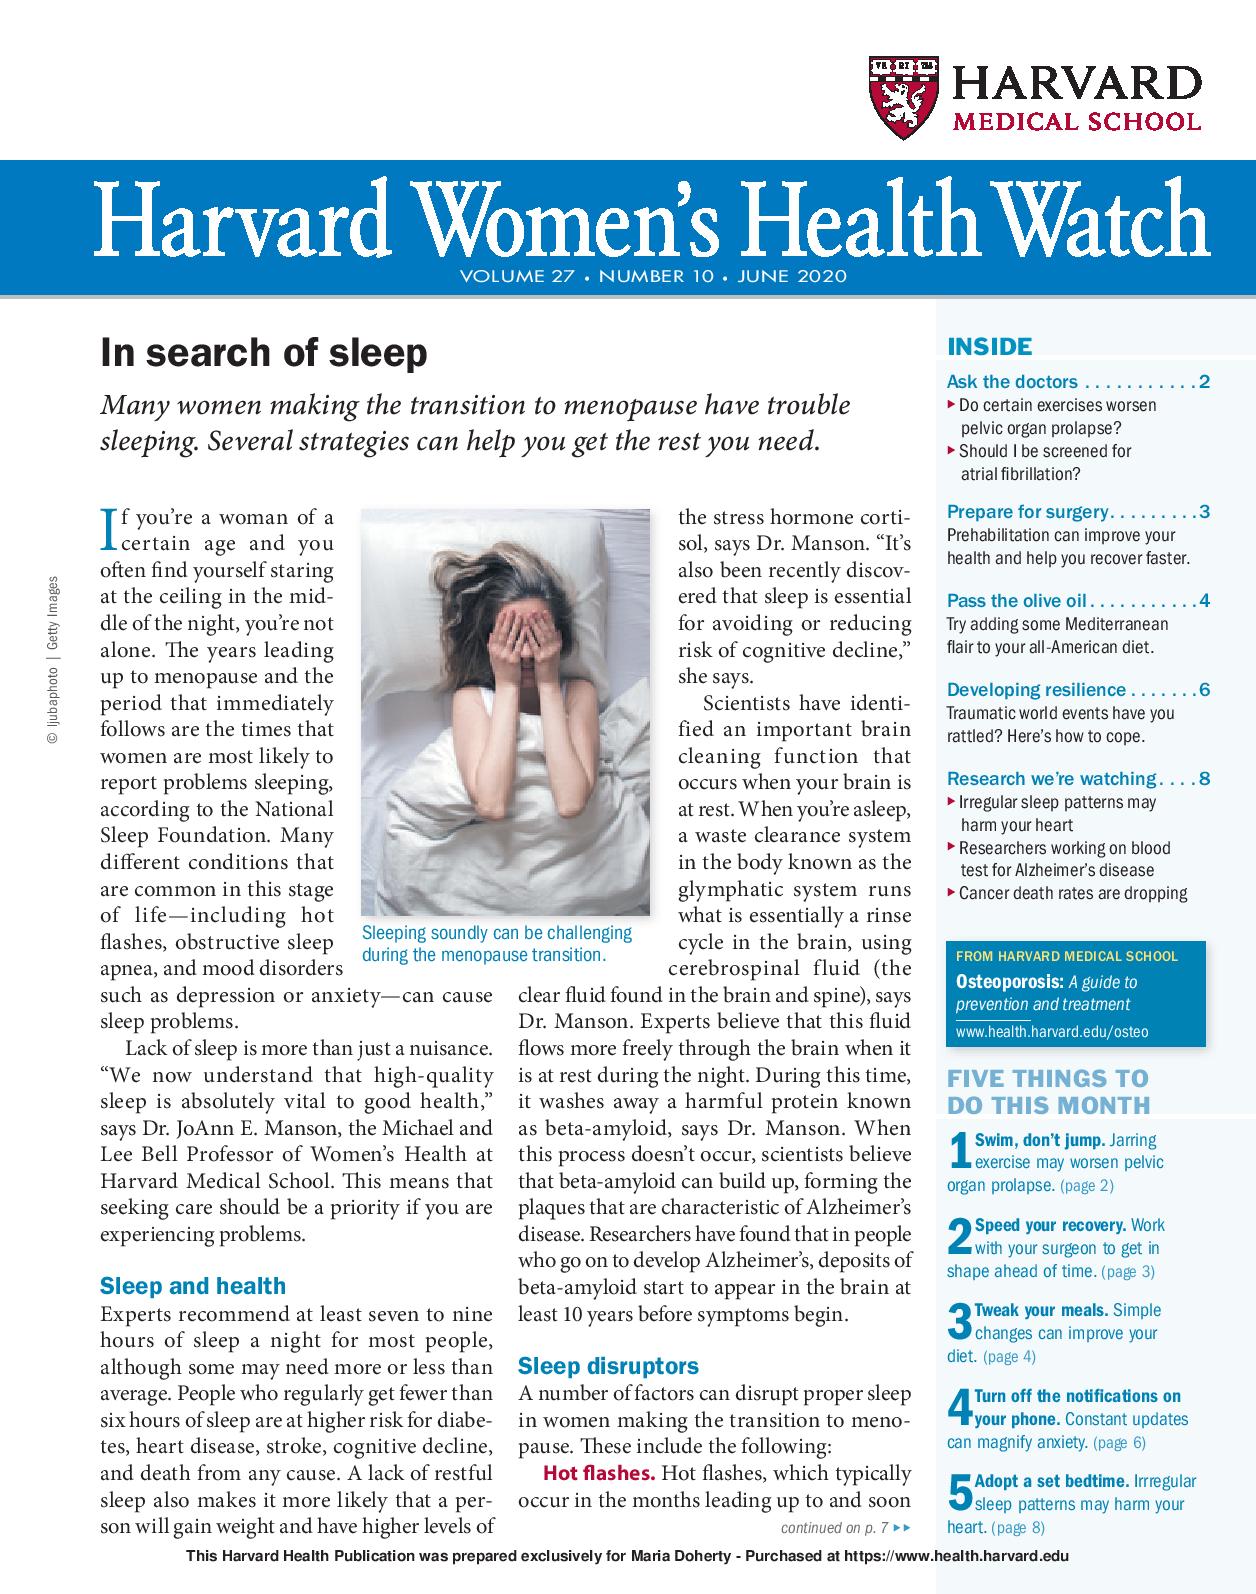 VE RI TAS
HARVARD
MEDICAL SCHOOL
Harvard Women's Health Watch
VOLUME 27 • NUMBER 10 • JUNE 2020
In search of sleep
Many women making the transition to menopause have trouble
sleeping. Several strategies can help you get the rest you need.
© ljubaphoto | Getty Images
If you're a woman of a
certain age and you
often find yourself staring
at the ceiling in the mid-
dle of the night, you're not
alone. The years leading
up to menopause and the
period that immediately
follows are the times that
women are most likely to
report problems sleeping,
according to the National
Sleep Foundation. Many
different conditions that
are common in this stage
of life—including hot
flashes, obstructive sleep
apnea, and mood disorders
such as depression or anxiety—can cause
sleep problems.
Lack of sleep is more than just a nuisance.
“We now understand that high-quality
sleep is absolutely vital to good health,”
says Dr. JoAnn E. Manson, the Michael and
Lee Bell Professor of Women's Health at
Harvard Medical School. This means that
seeking care should be a priority if you are
experiencing problems.
Sleep and health
Experts recommend at least seven to nine
hours of sleep a night for most people,
although some may need more or less than
average. People who regularly get fewer than
six hours of sleep are at higher risk for diabe-
tes, heart disease, stroke, cognitive decline,
and death from any cause. A lack of restful
sleep also makes it more likely that a per-
son will gain weight and have higher levels of
Sleeping soundly can be challenging
during the menopause transition.
the stress hormone corti-
sol, says Dr. Manson. “It's
also been recently discov-
ered that sleep is essential
for avoiding or reducing
risk of cognitive decline,”
she says.
Scientists have identi-
fied an important brain
cleaning function that
occurs when your brain is
at rest. When you're asleep,
a waste clearance system
in the body known as the
glymphatic system runs
what is essentially a rinse
cycle in the brain, using
cerebrospinal fluid (the
clear fluid found in the brain and spine), says
Dr. Manson. Experts believe that this fluid
flows more freely through the brain when it
is at rest during the night. During this time,
it washes away a harmful protein known
as beta-amyloid, says Dr. Manson. When
this process doesn't occur, scientists believe
that beta-amyloid can build up, forming the
plaques that are characteristic of Alzheimer's
disease. Researchers have found that in people
who go on to develop Alzheimer's, deposits of
beta-amyloid start to appear in the brain at
least 10 years before symptoms begin.
Sleep disruptors
A number of factors can disrupt proper sleep
in women making the transition to meno-
pause. These include the following:
Hot flashes. Hot flashes, which typically
occur in the months leading up to and soon
continued on p. 7 ▸▸
INSIDE
Ask the doctors . . . . . . . . . . . 2
▸ Do certain exercises worsen
pelvic organ prolapse?
▸ Should I be screened for
atrial fibrillation?
Prepare for surgery. . . . . . . . . 3
Prehabilitation can improve your
health and help you recover faster.
Pass the olive oil . . . . . . . . . . . 4
Try adding some Mediterranean
flair to your all-American diet.
Developing resilience . . . . . . . 6
Traumatic world events have you
rattled? Here's how to cope.
Research we're watching. . . . 8
▸ Irregular sleep patterns may
harm your heart
▸ Researchers working on blood
test for Alzheimer's disease
▸ Cancer death rates are dropping
FROM HARVARD MEDICAL SCHOOL
Osteoporosis: A guide to
prevention and treatment
www.health.harvard.edu/osteo
FIVE THINGS TO
DO THIS MONTH
1 Swim, don't jump. Jarring
exercise may worsen pelvic
organ prolapse. (page 2)
2 Speed your recovery. Work
with your surgeon to get in
shape ahead of time. (page 3)
3 Tweak your meals. Simple
changes can improve your
diet. (page 4)
4 Turn off the notifications on
your phone. Constant updates
can magnify anxiety. (page 6)
5 Adopt a set bedtime. Irrregular
sleep patterns may harm your
heart. (page 8)
This Harvard Health Publication was prepared exclusively for Maria Doherty - Purchased at https://www.health.harvard.edu